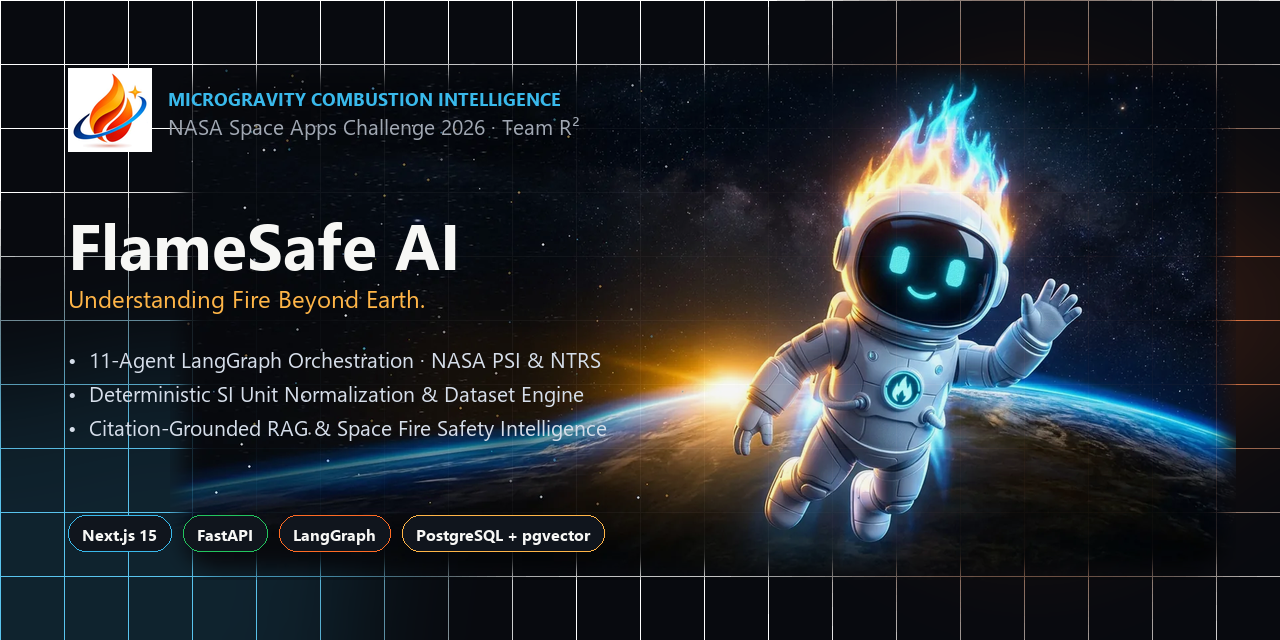 MICROGRAVITY COMBUSTION INTELLIGENCE
NASA Space Apps Challenge 2026 · Team R²
FlameSafe AI
Understanding Fire Beyond Earth.
• 11-Agent LangGraph Orchestration · NASA PSI & NTRS
• Deterministic SI Unit Normalization & Dataset Engine
• Citation-Grounded RAG & Space Fire Safety Intelligence
Next.js 15 FastAPI LangGraph PostgreSQL + pgvector